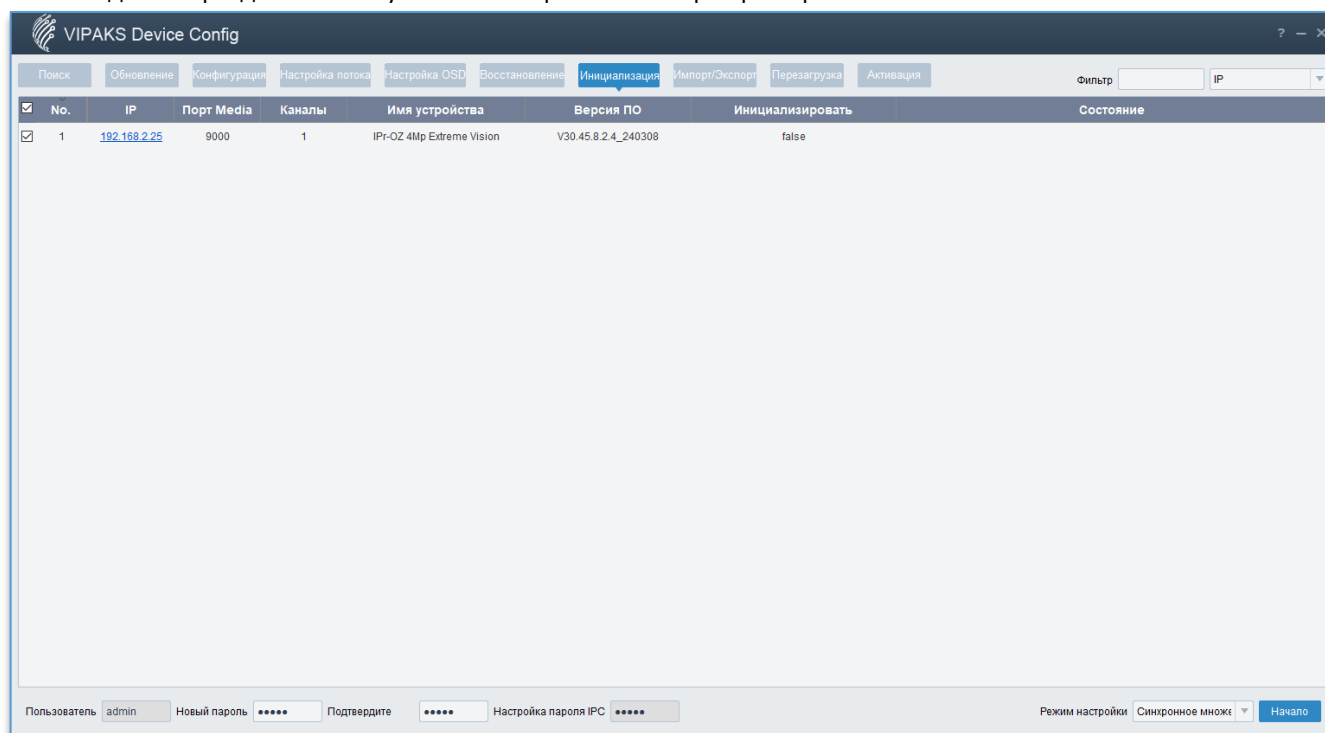 VIPAKS Device Config
Поиск Обновление Конфигурация Настройка потока Настройка OSD Восстановление Инициализация Импорт/Экспорт Перезагрузка Активация Фильтр IP
No. IP Порт Media Каналы Имя устройства Версия ПО Инициализировать Состояние
1 192.168.2.25 9000 1 IPr-OZ 4Mp Extreme Vision V30.45.8.2.4_240308 false
Пользователь admin Новый пароль ••••• Подтвердите ••••• Настройка пароля IPC ••••• Режим настройки Синхронное множе Начало